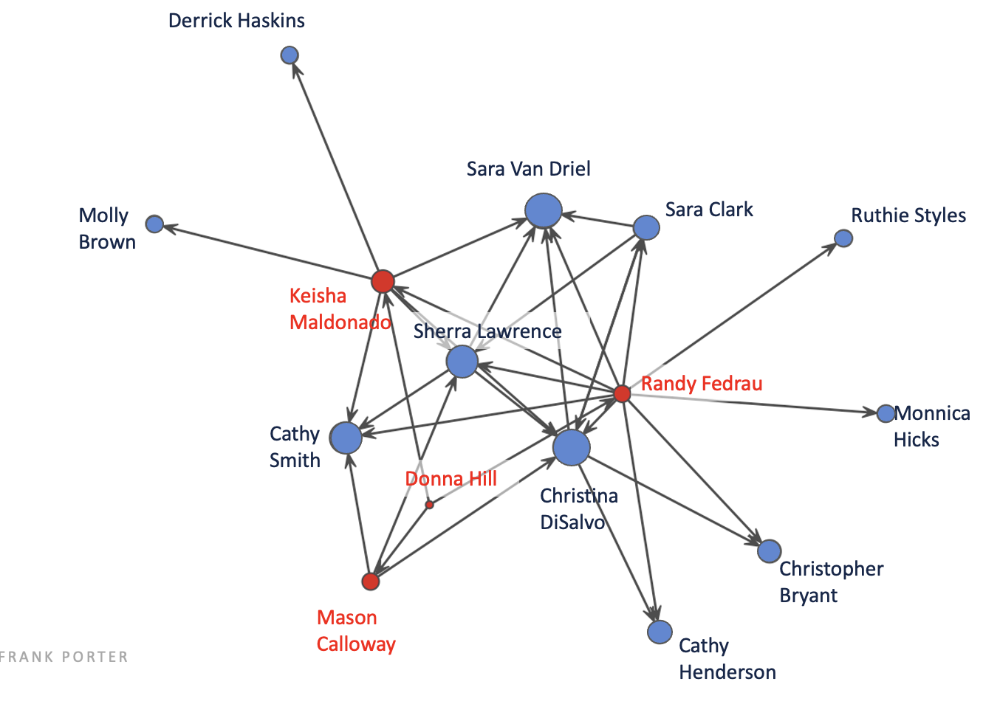 Derrick Haskins
Sara Van Driel
Sara Clark
Ruthie Styles
Molly
Brown
Keisha
Maldonado
Sherra Lawrence
Randy Fedrau
Monnica
Hicks
Cathy
Smith
Donna Hill
Christina
DiSalvo
Christopher
Bryant
Mason
Calloway
Cathy
Henderson
FRANK PORTER